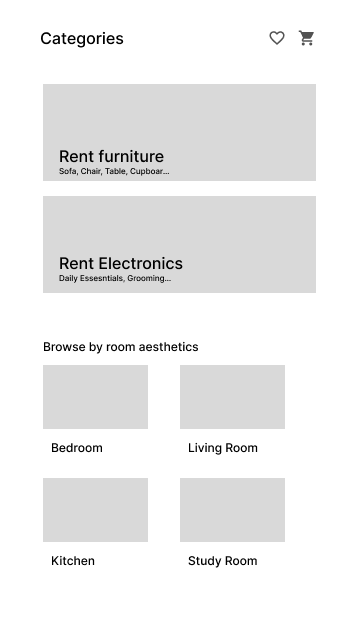 Categories
Rent furniture
Sofa, Chair, Table, Cupboar...
Rent Electronics
Daily Essesntials, Grooming...
Browse by room aesthetics
Bedroom
Living Room
Kitchen
Study Room